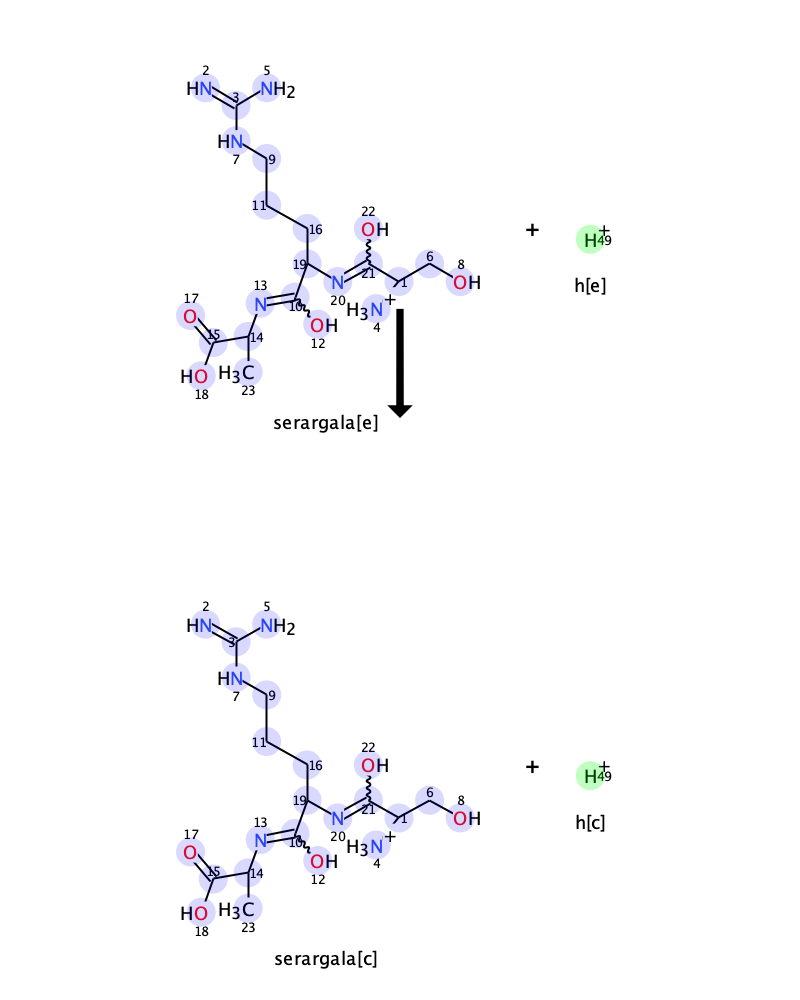 2 5
HN NH2
3
HN
7 9
11
22
16 OH
+ H+ 49
19 6 8
13 21 1 OH
N N
17 20 h[e]
O 10 H3N+
15 14 OH 4
12
HO H3C
18 23
serargala[e]
2 5
HN NH2
3
HN
7 9
11
22
16 OH
+ H+ 49
19 6 8
13 21 1 OH
N N
17 20 h[c]
O 10 H3N+
15 14 OH 4
12
HO H3C
18 23
serargala[c]